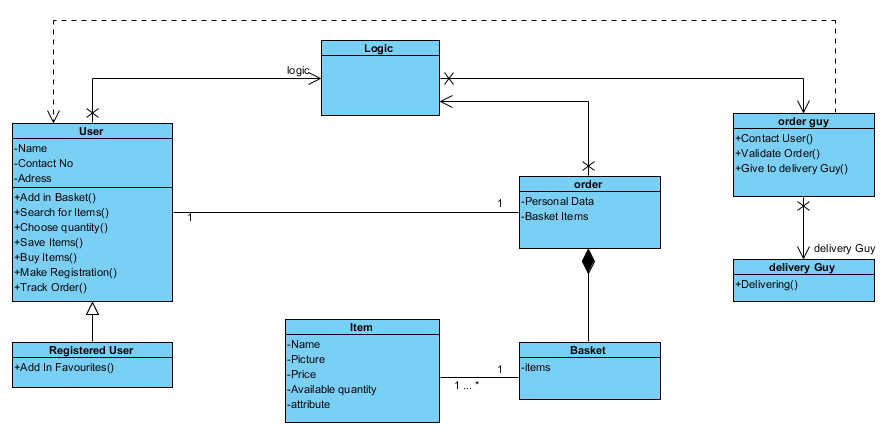 Logic
logic
User
-Name
-Contact No
-Adress
+Add in Basket()
+Search for Items()
+Choose quantity()
+Save Items()
+Buy Items()
+Make Registration()
+Track Order()
order guy
+Contact User()
+Validate Order()
+Give to delivery Guy()
1
1
order
-Personal Data
-Basket Items
delivery Guy
delivery Guy
+Delivering()
Registered User
+Add In Favourites()
Item
-Name
-Picture
-Price
-Available quantity
-attribute
1
1 ... *
Basket
-items